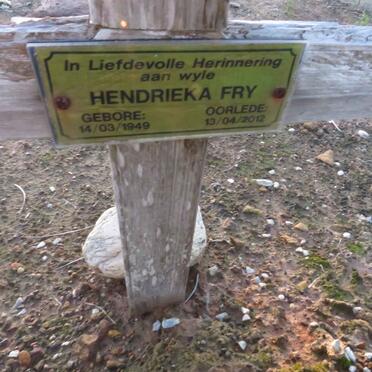 In Liefdevolle Herinnering
aan wyle
HENDRIEKA FRY
GEBORE: OORLEDE:
14/03/1949 13/04/2012